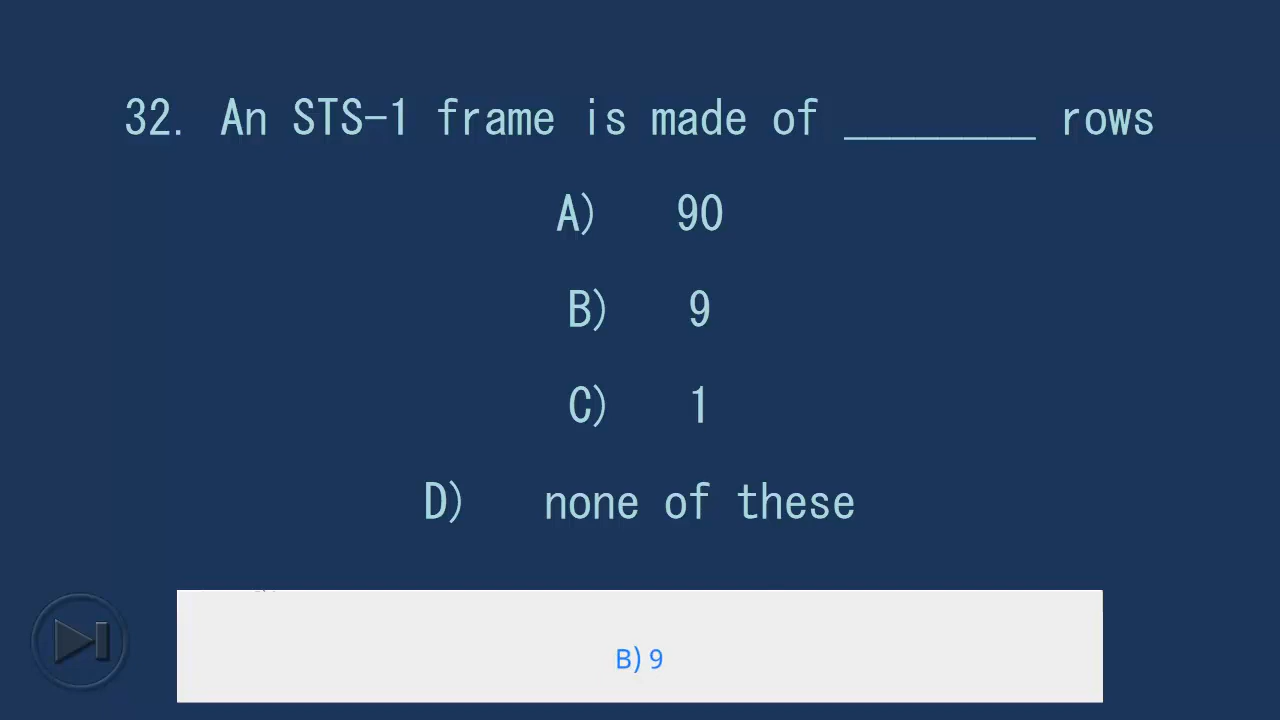 32. An STS-1 frame is made of ________ rows
A) 90
B) 9
C) 1
D) none of these
B) 9